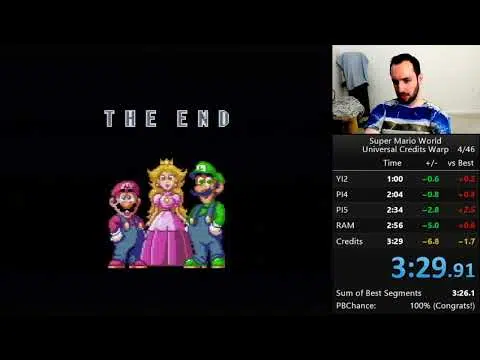 THE END
Super Mario World
Universal Credits Warp 4/46
Time +/- vs Best
YI2 1:00 −0.6 +0.2
PI4 2:04 −0.8 −0.8
PI5 2:34 −2.8 +2.5
RAM 2:56 −5.0 +0.6
Credits 3:29 −6.8 −1.7
3:29.91
Sum of Best Segments 3:26.1
PBChance: 100% (Congrats!)